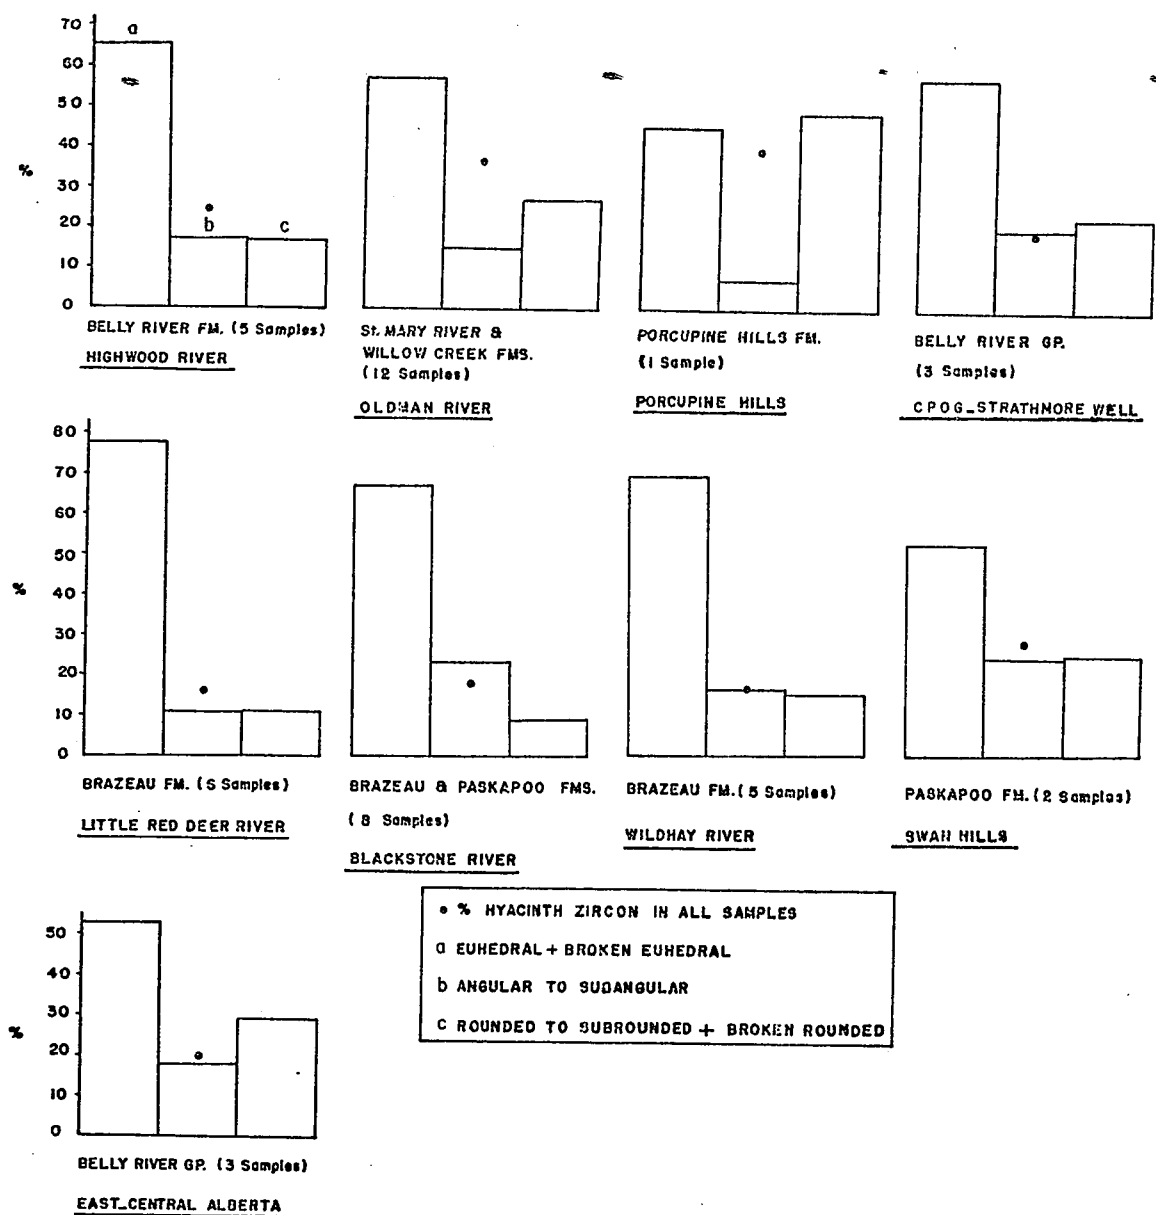 70
60
50
40
30
20
10
0
%
a
b
c
BELLY RIVER FM. (5 Samples)
HIGHWOOD RIVER
St. MARY RIVER &
WILLOW CREEK FMS.
(12 Samples)
OLDMAN RIVER
PORCUPINE HILLS FM.
(1 Sample)
PORCUPINE HILLS
BELLY RIVER GP.
(3 Samples)
CPOG_STRATHMORE WELL
80
70
60
50
40
30
20
10
0
%
BRAZEAU FM. (5 Samples)
LITTLE RED DEER RIVER
BRAZEAU & PASKAPOO FMS.
(8 Samples)
BLACKSTONE RIVER
BRAZEAU FM. (5 Samples)
WILDHAY RIVER
PASKAPOO FM. (2 Samples)
SWAN HILLS
50
40
30
20
10
0
%
BELLY RIVER GP. (3 Samples)
EAST_CENTRAL ALBERTA
• % HYACINTH ZIRCON IN ALL SAMPLES
a EUHEDRAL + BROKEN EUHEDRAL
b ANGULAR TO SUBANGULAR
c ROUNDED TO SUBROUNDED + BROKEN ROUNDED